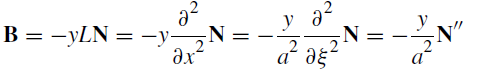 B = −yLN = −y ∂²/∂x² N = −y/a² ∂²/∂ξ² N = −y/a² N″